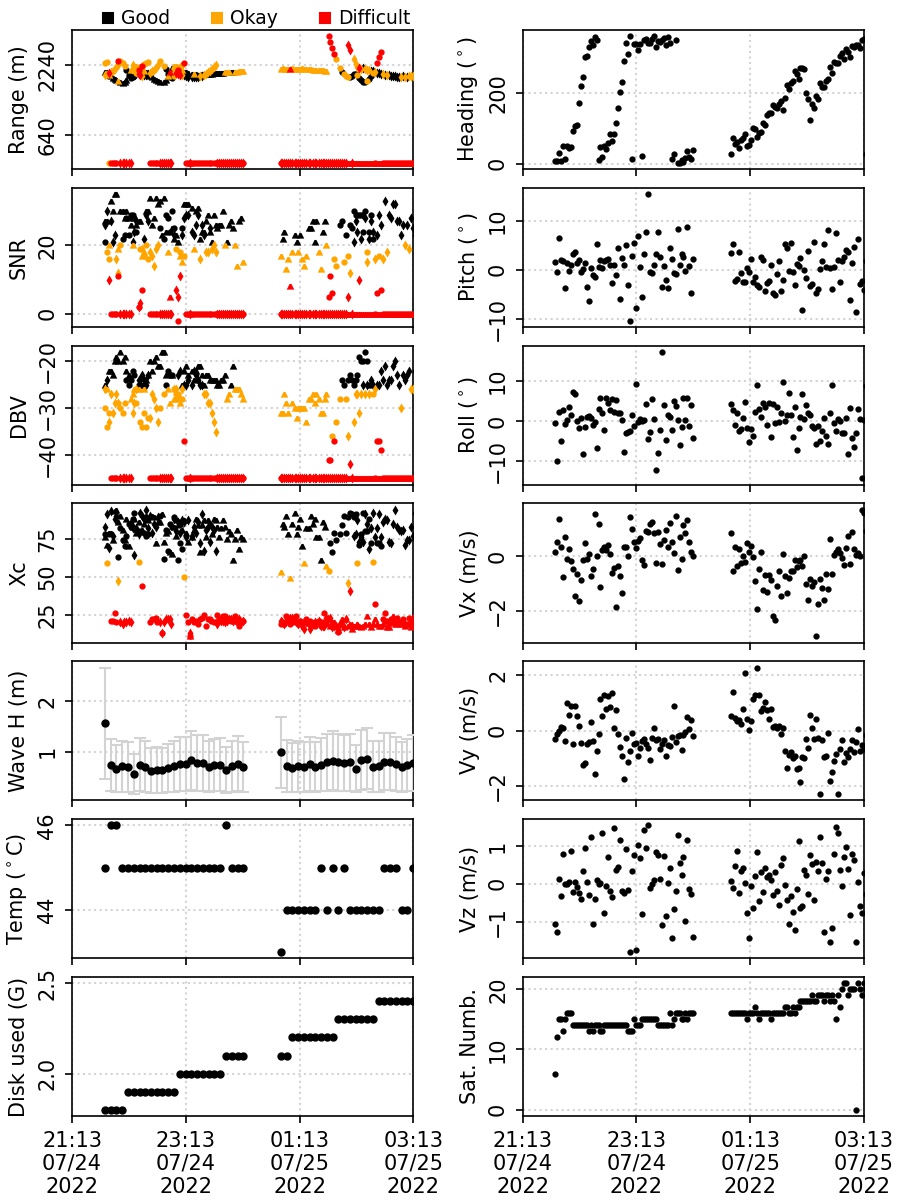 Good Okay Difficult
Range (m)
2240
640
Heading (°)
200
0
SNR
20
0
Pitch (°)
10
0
−10
DBV
−20
−30
−40
Roll (°)
10
0
−10
Xc
75
50
25
Vx (m/s)
0
−2
Wave H (m)
2
1
Vy (m/s)
2
0
−2
Temp (°C)
46
44
Vz (m/s)
1
0
−1
Disk used (G)
2.5
2.0
Sat. Numb.
20
10
0
21:13 23:13 01:13 03:13 21:13 23:13 01:13 03:13
07/24 07/24 07/25 07/25 07/24 07/24 07/25 07/25
2022 2022 2022 2022 2022 2022 2022 2022